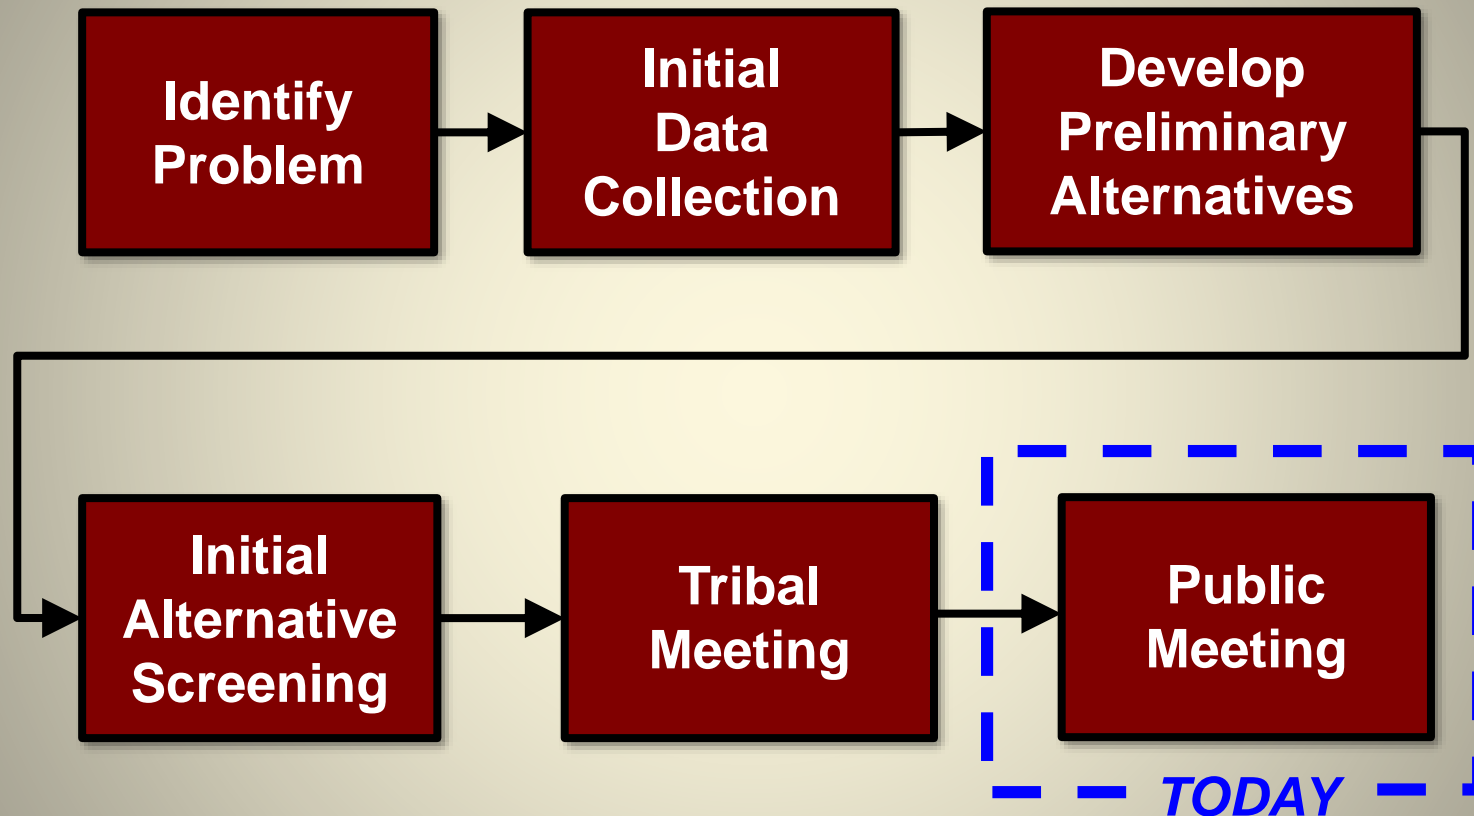 Identify
Problem
Initial
Data
Collection
Develop
Preliminary
Alternatives
Initial
Alternative
Screening
Tribal
Meeting
Public
Meeting
TODAY